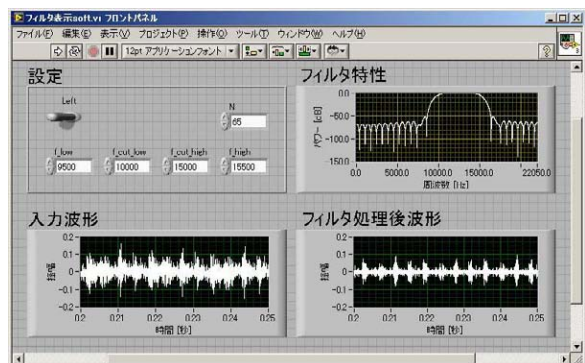 フィルタ表示soft.vi フロントパネル
ファイル(F) 編集(E) 表示(V) プロジェクト(P) 操作(O) ツール(T) ウィンドウ(W) ヘルプ(H)
12pt アプリケーションフォント
設定
Left
N
65
f_low f_cut_low f_cut_high f_high
9500 10000 15000 15500
フィルタ特性
パワー [dB]
0.0
-50.0
-100.0
-150.0
0.0 5000.0 10000.0 15000.0 22050.0
周波数 [Hz]
入力波形
振幅
0.2
0.1
0
-0.1
-0.2
0.2 0.21 0.22 0.23 0.24 0.25
時間 [秒]
フィルタ処理後波形
振幅
0.2
0.1
0
-0.1
-0.2
0.2 0.21 0.22 0.23 0.24 0.25
時間 [秒]